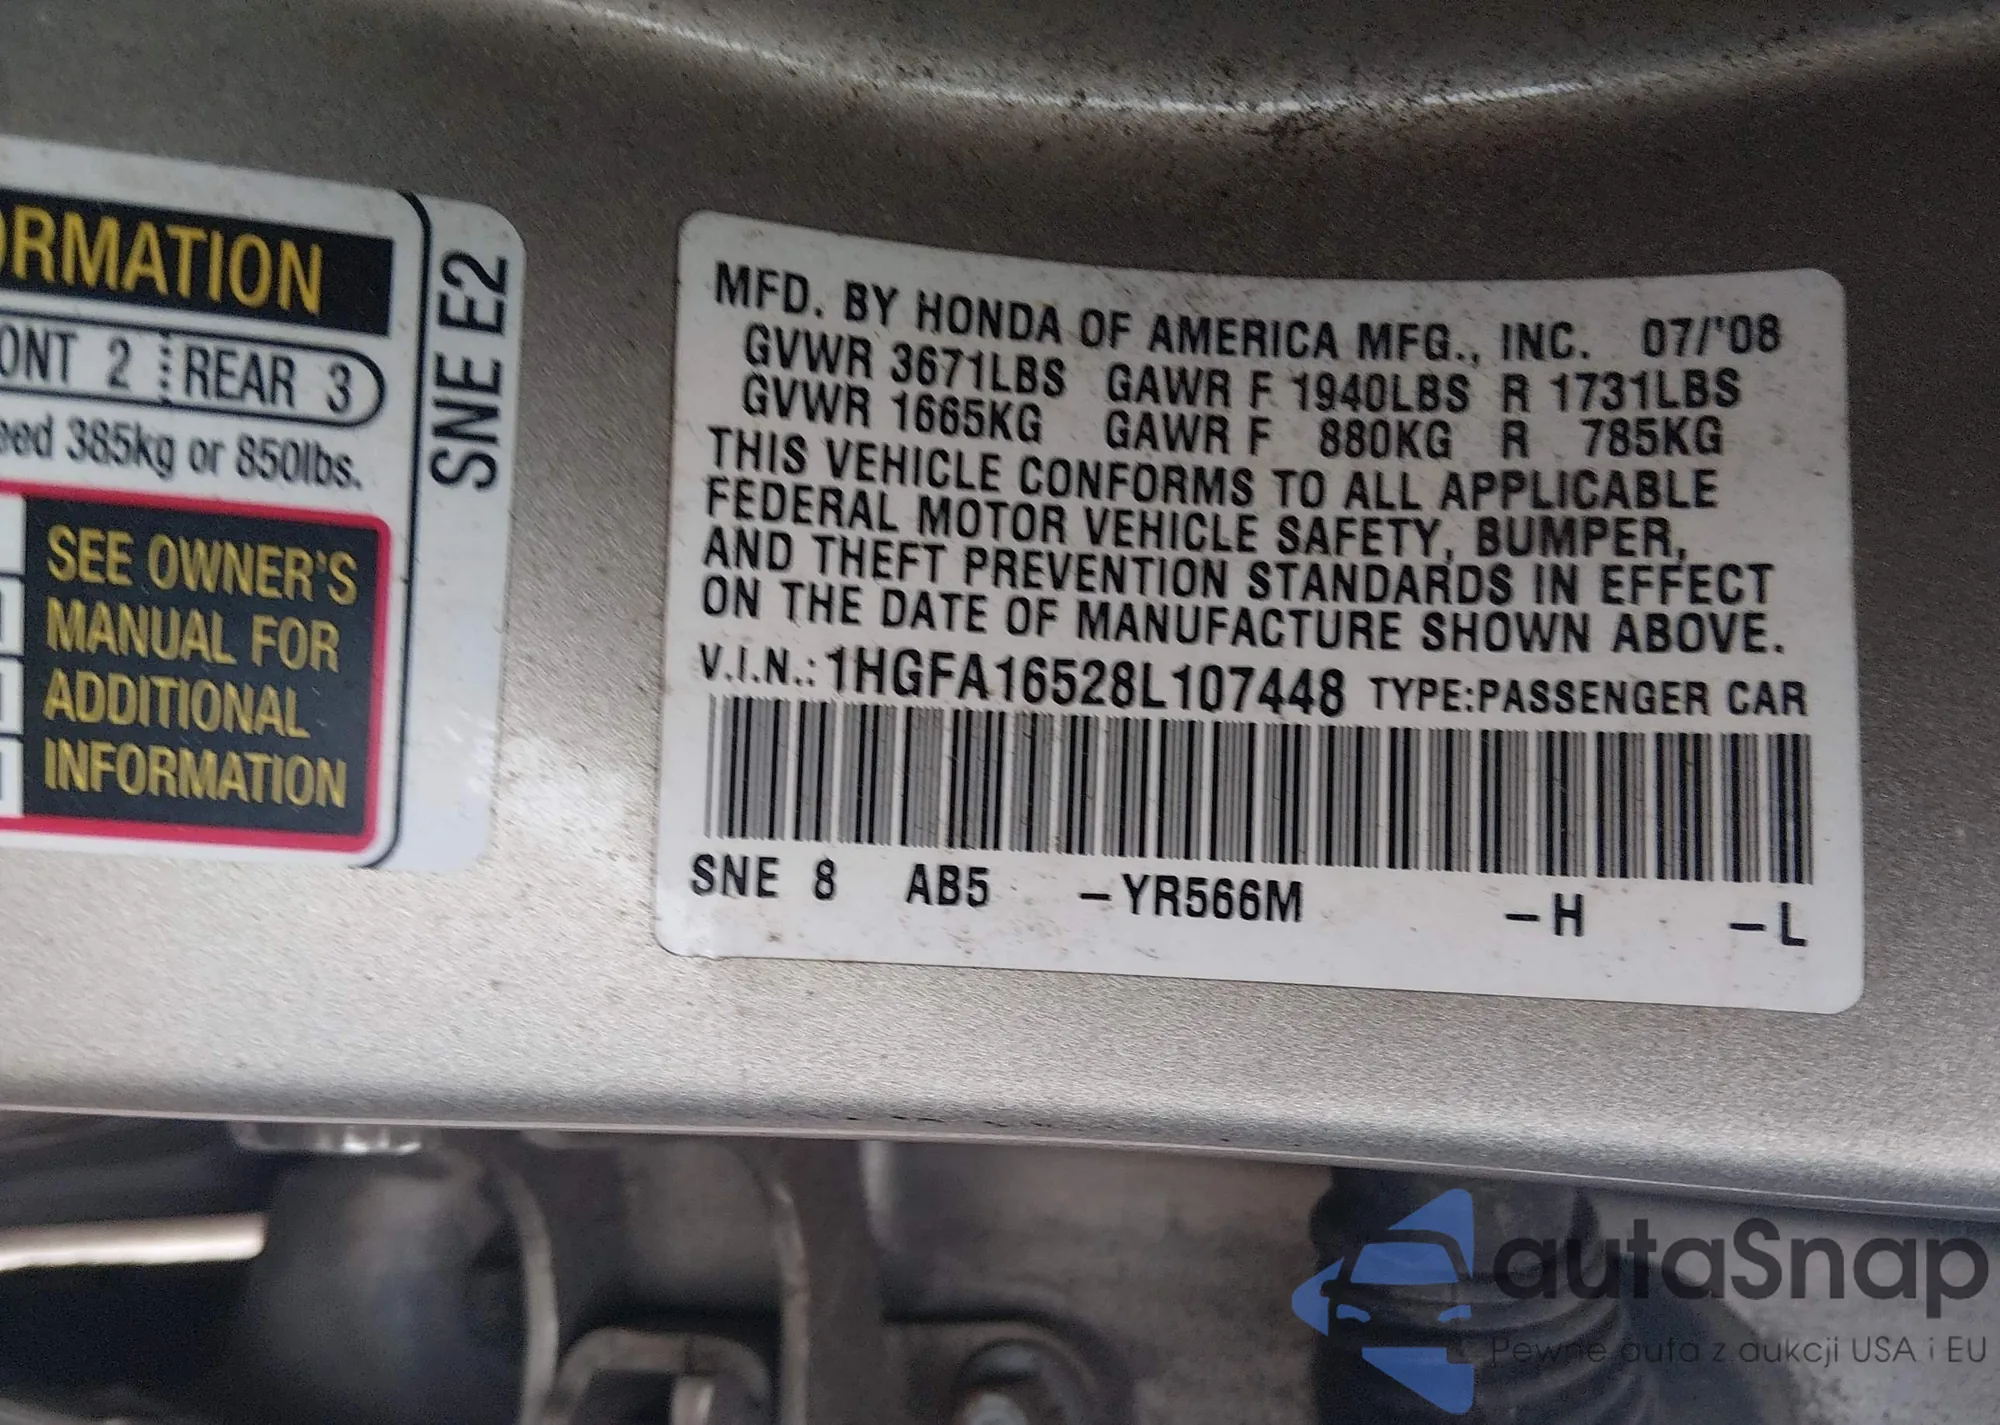 ORMATION
ONT 2 REAR 3
eed 385kg or 850lbs.
SEE OWNER'S
MANUAL FOR
ADDITIONAL
INFORMATION
SNE E2
MFD. BY HONDA OF AMERICA MFG., INC. 07/'08
GVWR 3671LBS GAWR F 1940LBS R 1731LBS
GVWR 1665KG GAWR F 880KG R 785KG
THIS VEHICLE CONFORMS TO ALL APPLICABLE
FEDERAL MOTOR VEHICLE SAFETY, BUMPER,
AND THEFT PREVENTION STANDARDS IN EFFECT
ON THE DATE OF MANUFACTURE SHOWN ABOVE.
V.I.N.: 1HGFA16528L107448 TYPE:PASSENGER CAR
SNE 8 AB5 -YR566M -H -L
autaSnap
Pewne auta z aukcji USA i EU